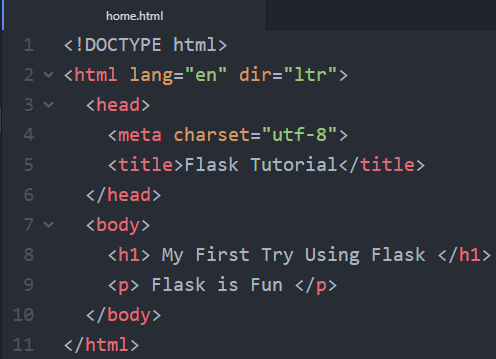 home.html
1 <!DOCTYPE html>
2 <html lang="en" dir="ltr">
3 <head>
4 <meta charset="utf-8">
5 <title>Flask Tutorial</title>
6 </head>
7 <body>
8 <h1> My First Try Using Flask </h1>
9 <p> Flask is Fun </p>
10 </body>
11 </html>